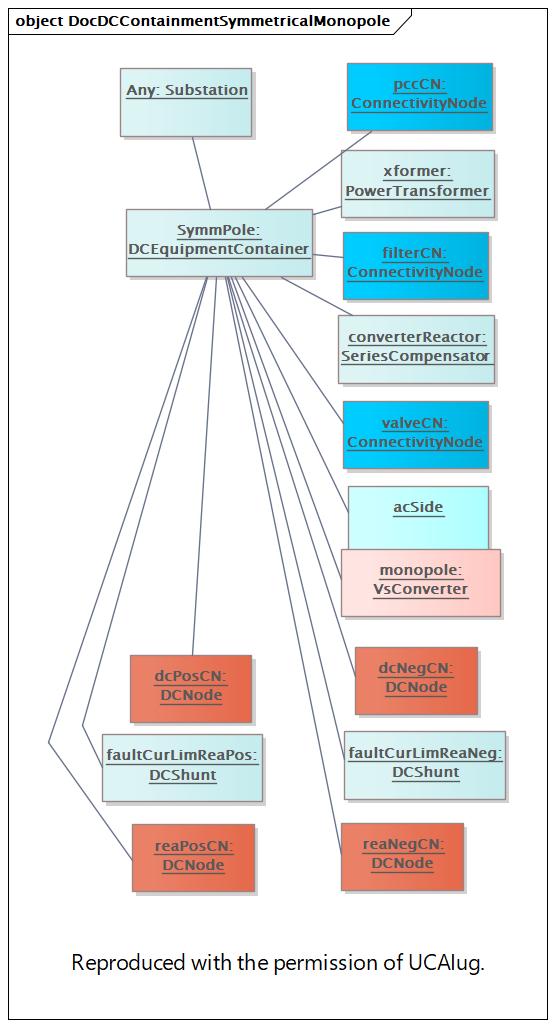 object DocDCContainmentSymmetricalMonopole
Any: Substation
pccCN:
ConnectivityNode
xformer:
PowerTransformer
SymmPole:
DCEquipmentContainer
filterCN:
ConnectivityNode
converterReactor:
SeriesCompensator
valveCN:
ConnectivityNode
acSide
monopole:
VsConverter
dcPosCN:
DCNode
dcNegCN:
DCNode
faultCurLimReaPos:
DCShunt
faultCurLimReaNeg:
DCShunt
reaPosCN:
DCNode
reaNegCN:
DCNode
Reproduced with the permission of UCAIug.